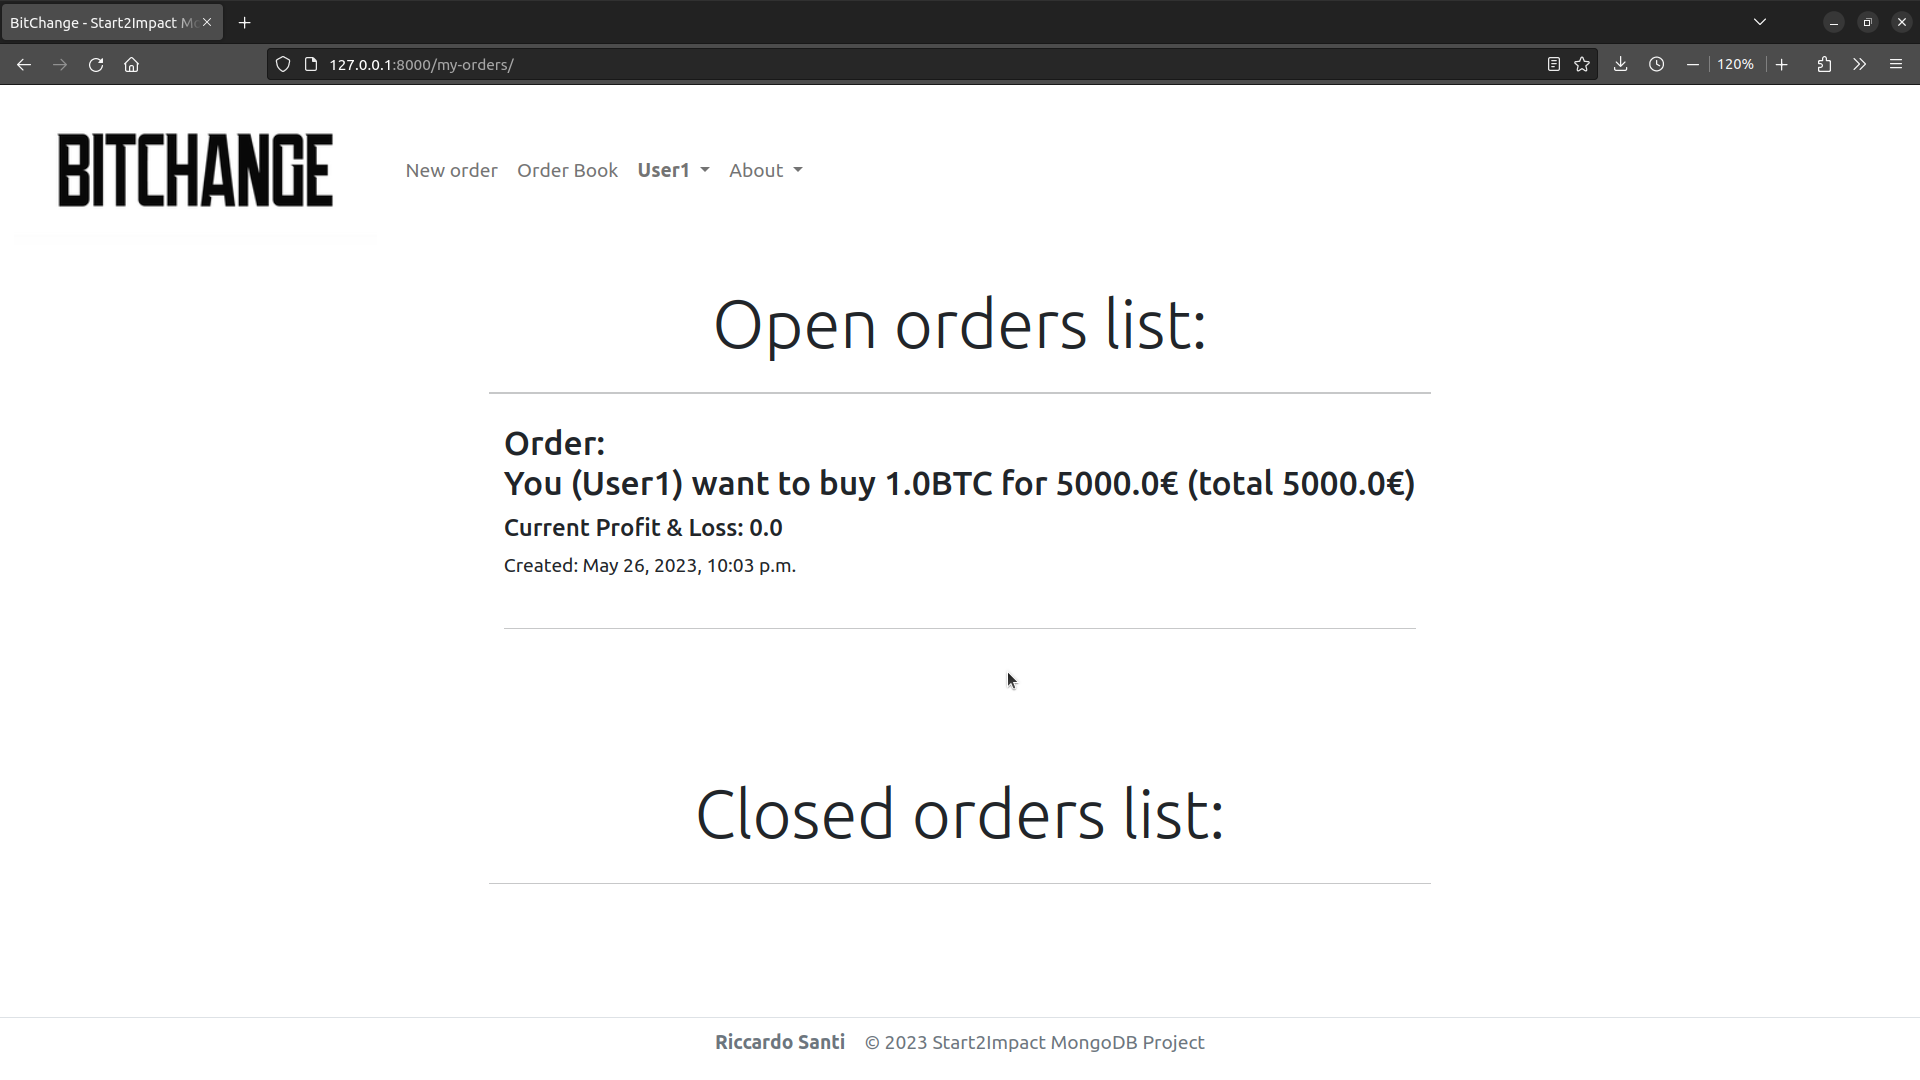 BitChange - Start2Impact M
127.0.0.1:8000/my-orders/
120%
BITCHANGE
New order
Order Book
User1
About
Open orders list:
Order:
You (User1) want to buy 1.0BTC for 5000.0€ (total 5000.0€)
Current Profit & Loss: 0.0
Created: May 26, 2023, 10:03 p.m.
Closed orders list:
Riccardo Santi © 2023 Start2Impact MongoDB Project